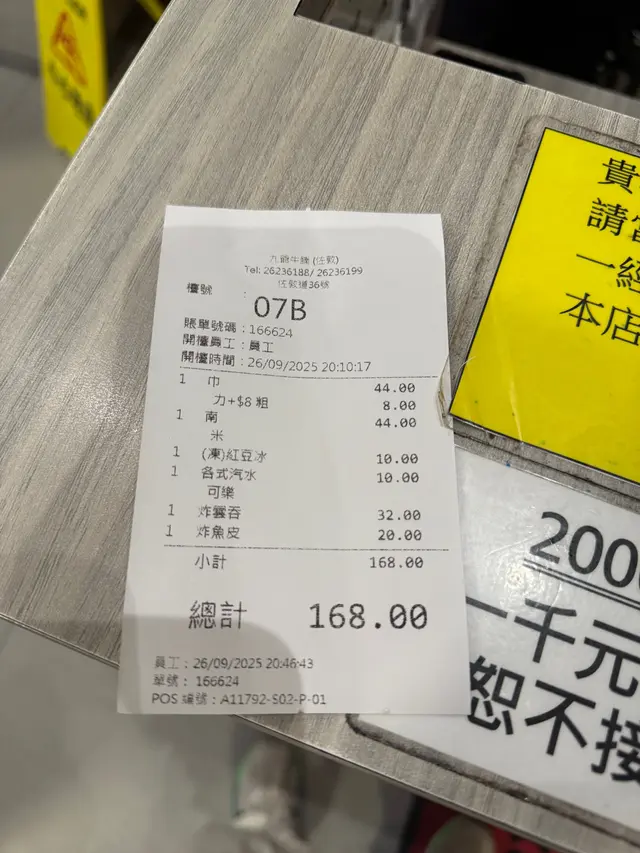 九爺牛腩 (佐敦)
Tel: 26236188/ 26236199
佐敦道36號
檯號 : 07B
賬單號碼 : 166624
開檯員工 : 員工
開檯時間 : 26/09/2025 20:10:17
1 巾 44.00
力+$8 粗 8.00
1 南 44.00
米
1 (凍)紅豆冰 10.00
1 各式汽水 10.00
可樂
1 炸雲吞 32.00
1 炸魚皮 20.00
小計 168.00
總計 168.00
員工 : 26/09/2025 20:46:43
單號 : 166624
POS 編號 : A11792-S02-P-01
貴
請
一經
本店
2000
一千元
恕不接